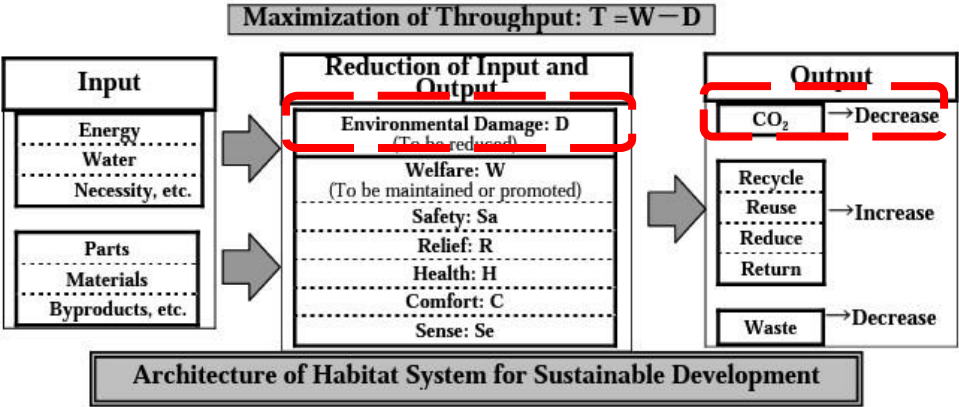 Maximization of Throughput: T =W－D
Input
Energy
Water
Necessity, etc.
Parts
Materials
Byproducts, etc.
Reduction of Input and
Output
Environmental Damage: D
(To be reduced)
Welfare: W
(To be maintained or promoted)
Safety: Sa
Relief: R
Health: H
Comfort: C
Sense: Se
Output
CO₂ →Decrease
Recycle
Reuse
Reduce
Return
→Increase
Waste →Decrease
Architecture of Habitat System for Sustainable Development